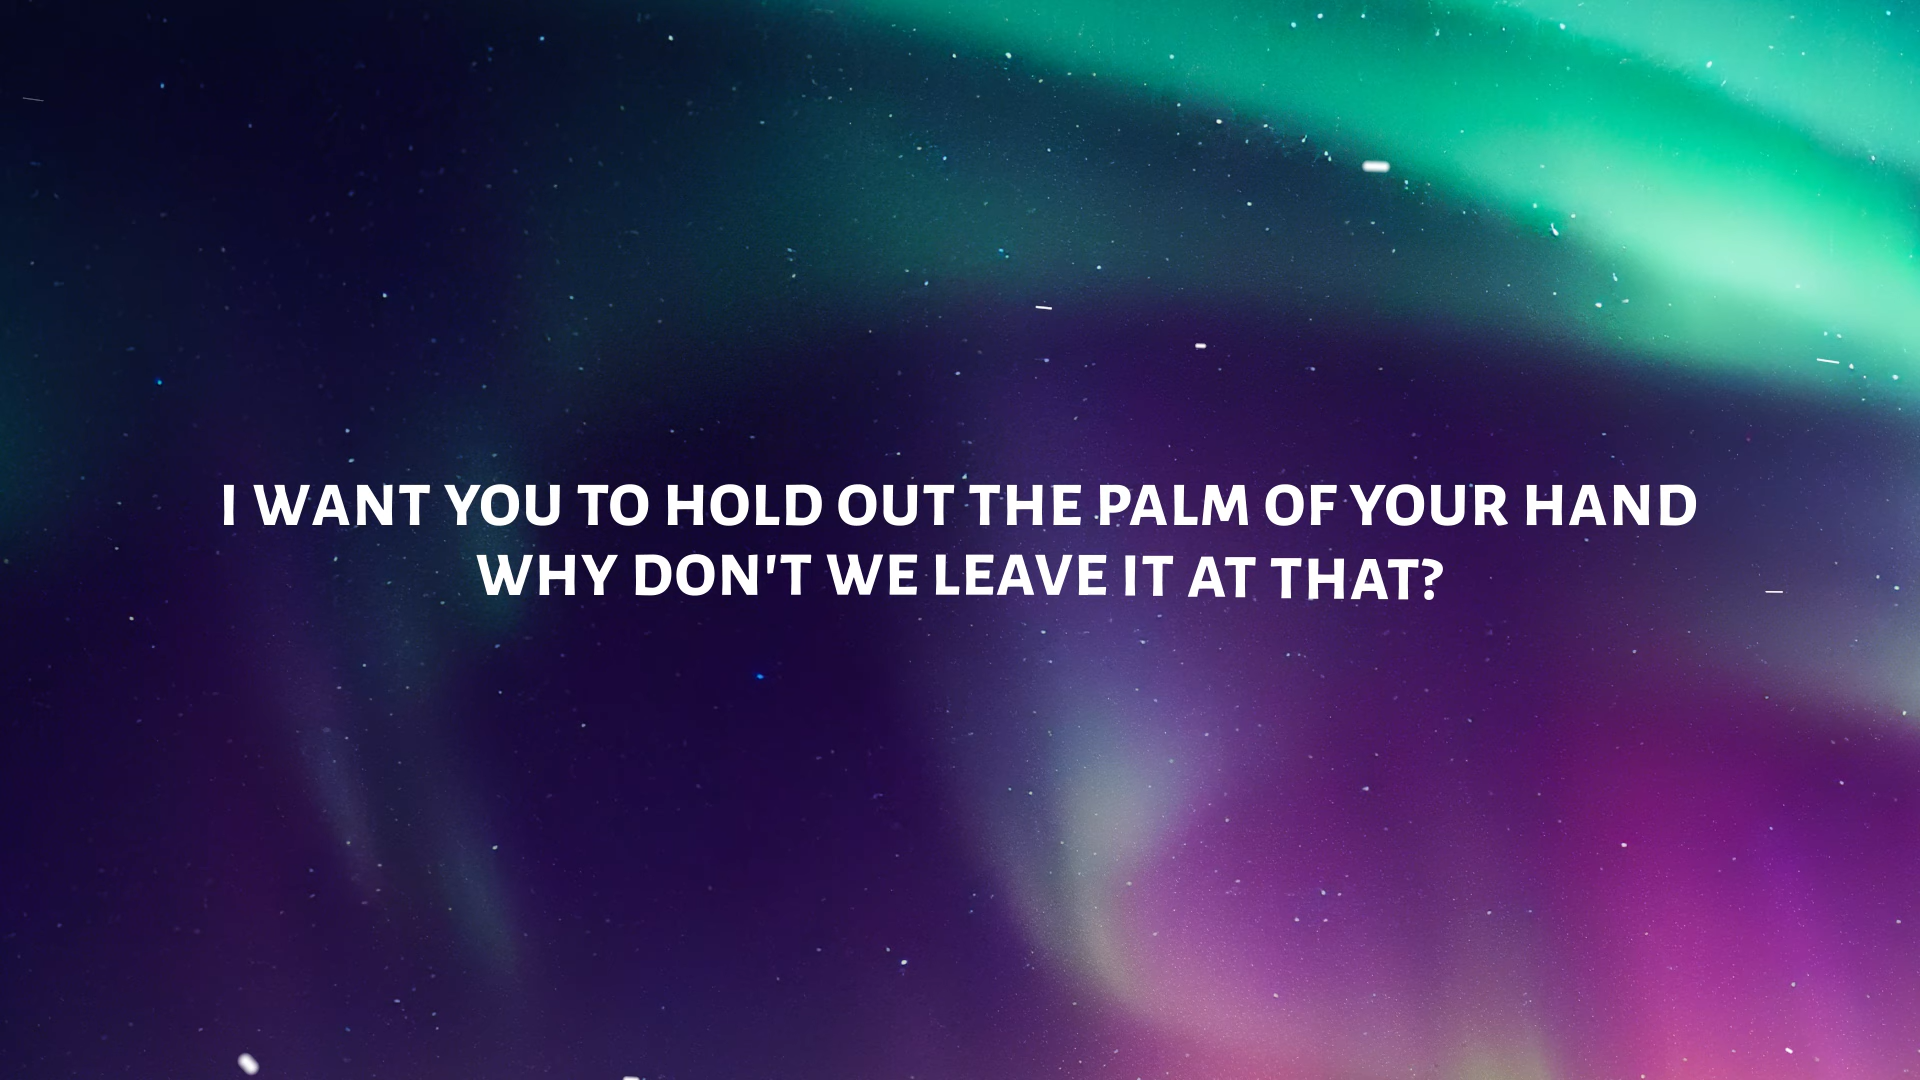 I WANT YOU TO HOLD OUT THE PALM OF YOUR HAND
WHY DON'T WE LEAVE IT AT THAT?